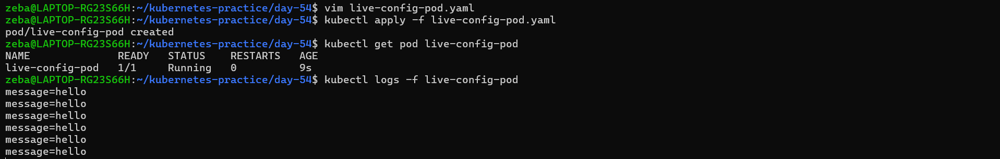 zeba@LAPTOP-RG23S66H:~/kubernetes-practice/day-54$ vim live-config-pod.yaml
zeba@LAPTOP-RG23S66H:~/kubernetes-practice/day-54$ kubectl apply -f live-config-pod.yaml
pod/live-config-pod created
zeba@LAPTOP-RG23S66H:~/kubernetes-practice/day-54$ kubectl get pod live-config-pod
NAME              READY   STATUS    RESTARTS   AGE
live-config-pod   1/1     Running   0          9s
zeba@LAPTOP-RG23S66H:~/kubernetes-practice/day-54$ kubectl logs -f live-config-pod
message=hello
message=hello
message=hello
message=hello
message=hello
message=hello